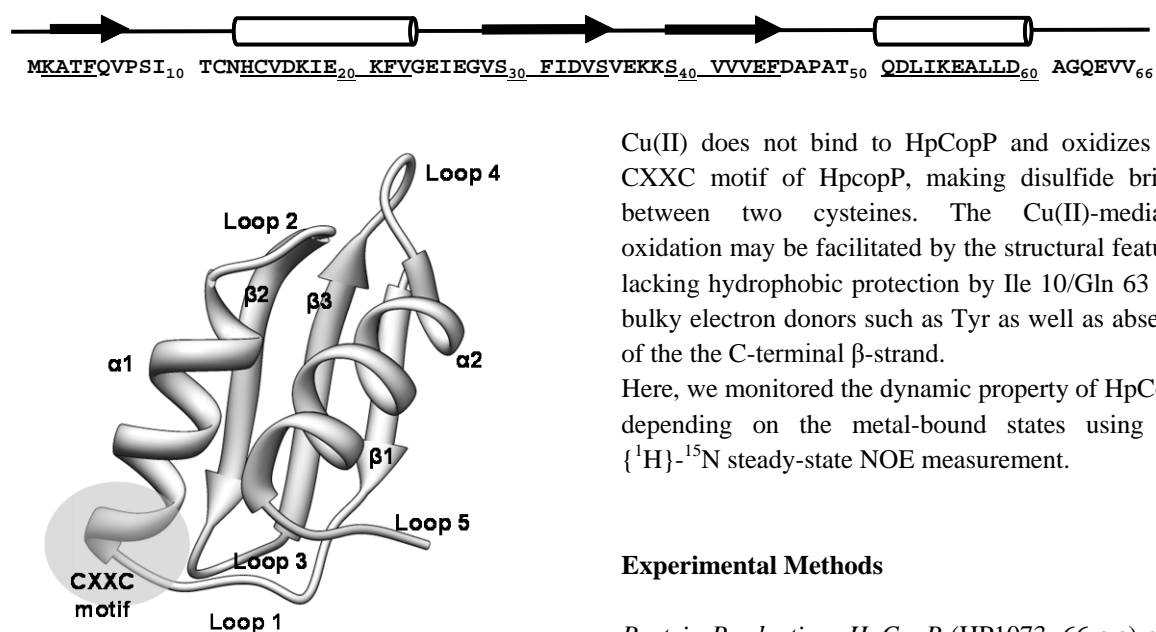 MKATFQVPSI10 TCNHCVDKIE20 KFVGEIEGVS30 FIDVSVEKKS40 VVVEFDAPAT50 QDLIKEALLD60 AGQEVV66
Loop 4
Loop 2
β2
β3
α1
α2
β1
Loop 5
Loop 3
CXXC
motif
Loop 1
Cu(II) does not bind to HpCopP and oxidizes
CXXC motif of HpcopP, making disulfide bri
between two cysteines. The Cu(II)-media
oxidation may be facilitated by the structural featu
lacking hydrophobic protection by Ile 10/Gln 63
bulky electron donors such as Tyr as well as abse
of the the C-terminal β-strand.
Here, we monitored the dynamic property of HpCo
depending on the metal-bound states using
{1H}-15N steady-state NOE measurement.
Experimental Methods